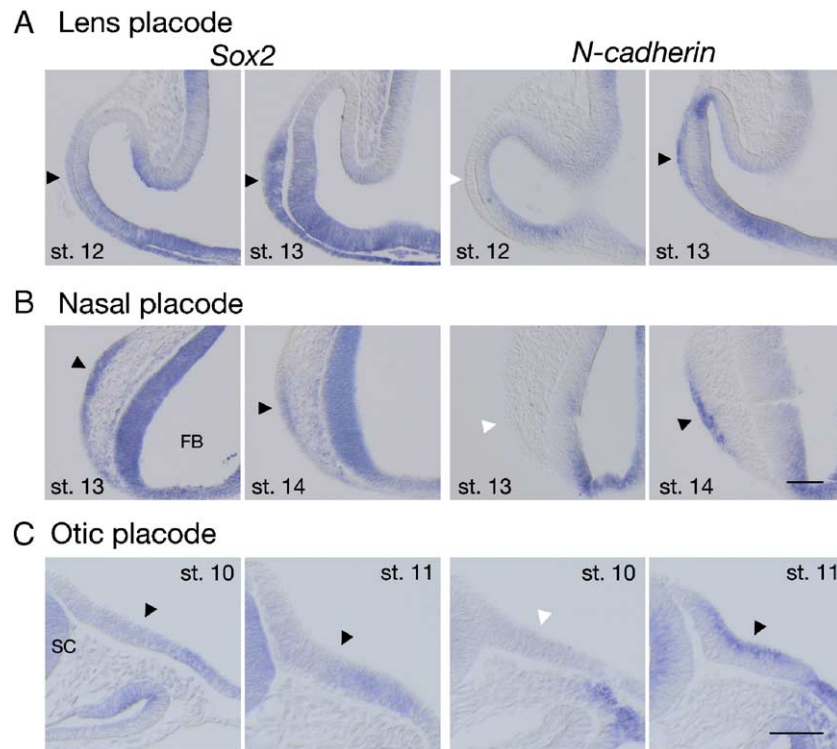 A Lens placode
Sox2 N-cadherin
st. 12 st. 13 st. 12 st. 13
B Nasal placode
FB
st. 13 st. 14 st. 13 st. 14
C Otic placode
st. 10 st. 11 st. 10 st. 11
SC